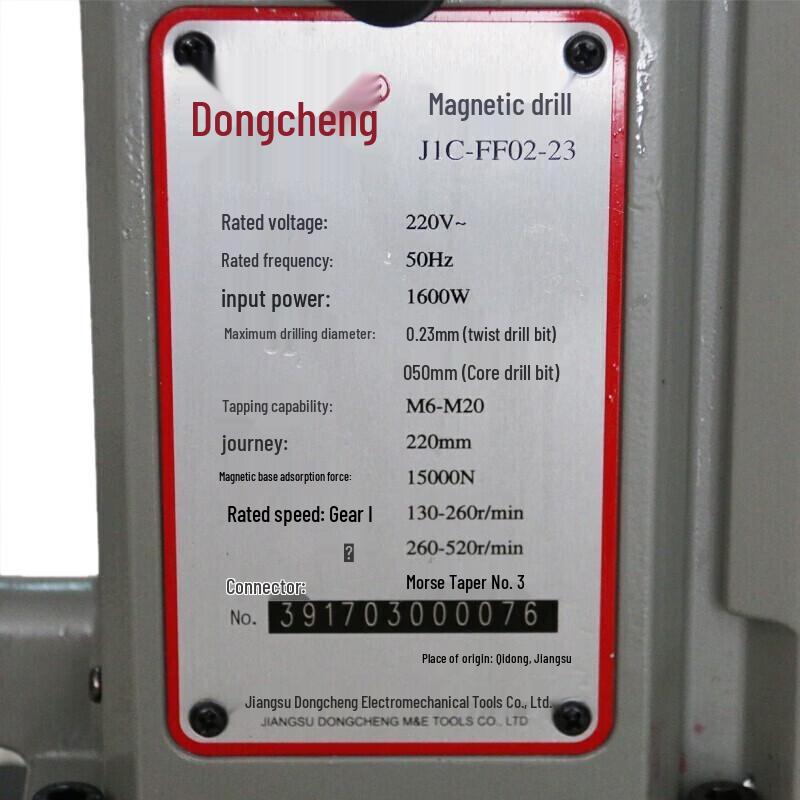 Dongcheng
Magnetic drill
J1C-FF02-23
Rated voltage: 220V~
Rated frequency: 50Hz
input power: 1600W
Maximum drilling diameter: 0.23mm (twist drill bit)
050mm (Core drill bit)
Tapping capability: M6-M20
journey: 220mm
Magnetic base adsorption force: 15000N
Rated speed: Gear I 130-260r/min
? 260-520r/min
Connector: Morse Taper No. 3
No. 391703000076
Place of origin: Qidong, Jiangsu
Jiangsu Dongcheng Electromechanical Tools Co., Ltd.
JIANGSU DONGCHENG M&E TOOLS CO., LTD